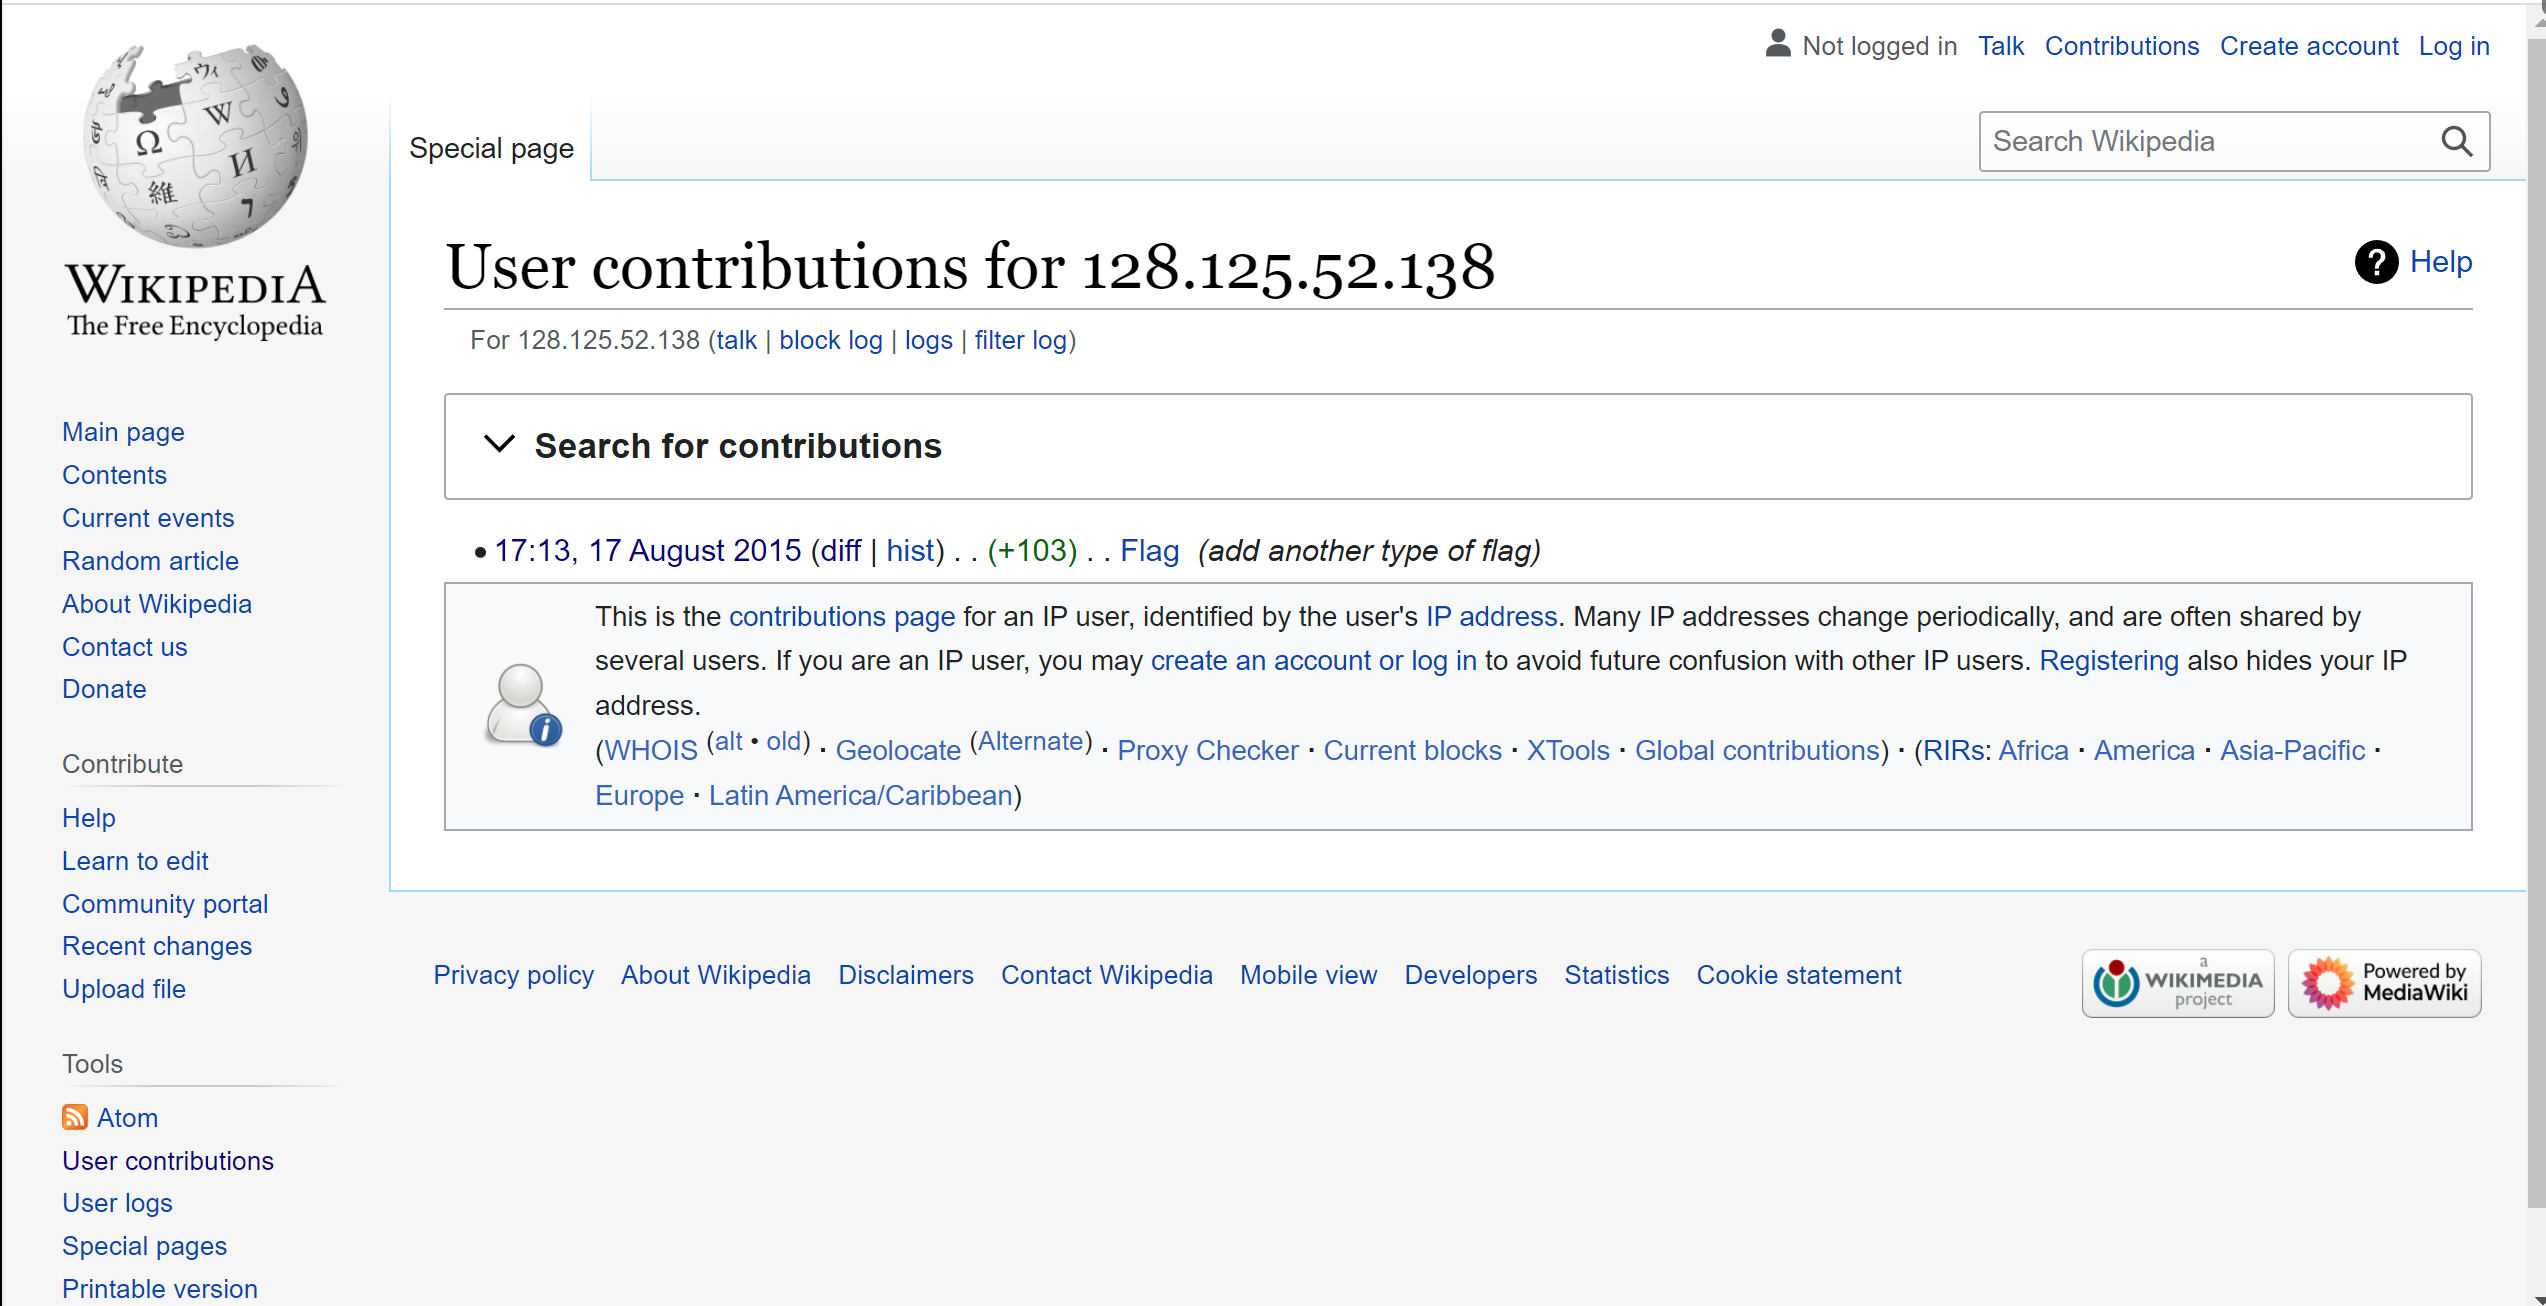 Not logged in Talk Contributions Create account Log in
Special page
Search Wikipedia
WIKIPEDIA
The Free Encyclopedia
User contributions for 128.125.52.138
Help
For 128.125.52.138 (talk | block log | logs | filter log)
Search for contributions
• 17:13, 17 August 2015 (diff | hist) . . (+103) . . Flag (add another type of flag)
This is the contributions page for an IP user, identified by the user's IP address. Many IP addresses change periodically, and are often shared by
several users. If you are an IP user, you may create an account or log in to avoid future confusion with other IP users. Registering also hides your IP
address.
(WHOIS (alt • old) · Geolocate (Alternate) · Proxy Checker · Current blocks · XTools · Global contributions) · (RIRs: Africa · America · Asia-Pacific ·
Europe · Latin America/Caribbean)
Main page
Contents
Current events
Random article
About Wikipedia
Contact us
Donate
Contribute
Help
Learn to edit
Community portal
Recent changes
Upload file
Tools
Atom
User contributions
User logs
Special pages
Printable version
Privacy policy About Wikipedia Disclaimers Contact Wikipedia Mobile view Developers Statistics Cookie statement
a
WIKIMEDIA
project
Powered by
MediaWiki